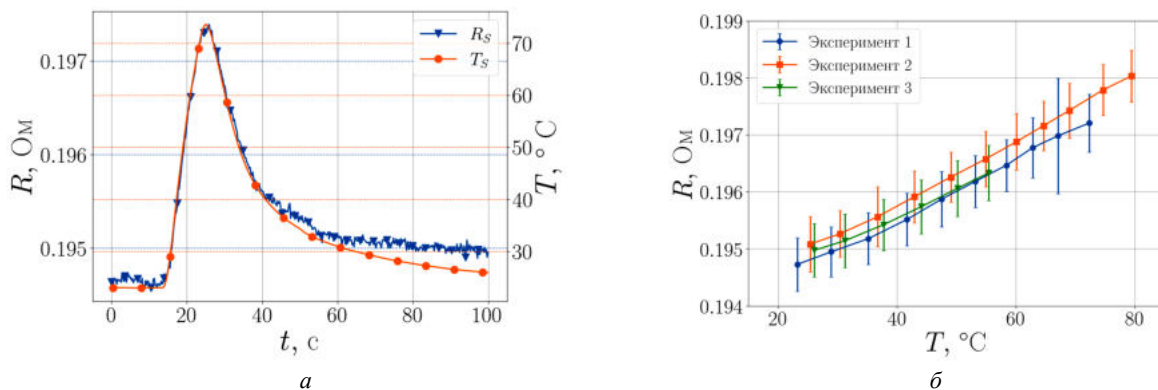 R_S
T_S
0.197
0.196
0.195
R, Ом
70
60
50
40
30
T, °C
0 20 40 60 80 100
t, с
а
0.199
0.198
0.197
0.196
0.195
0.194
R, Ом
Эксперимент 1
Эксперимент 2
Эксперимент 3
20 40 60 80
T, °C
б